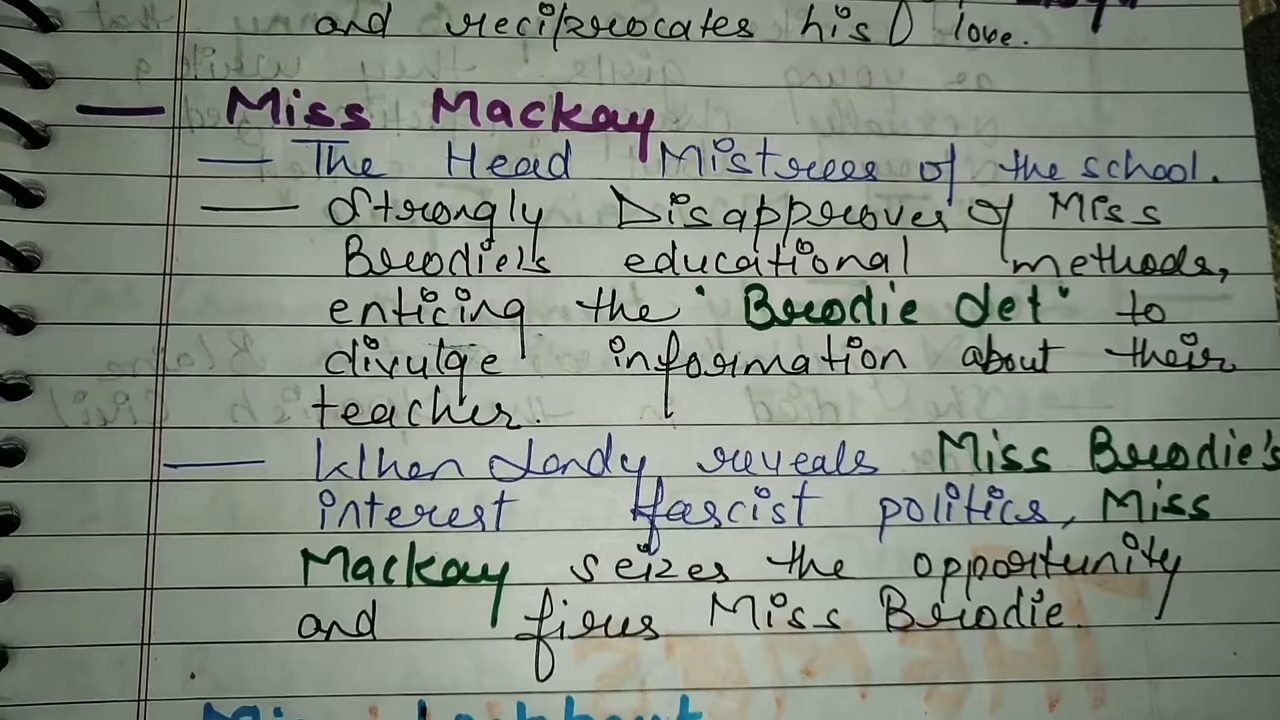 and reciprocates his love.
— Miss Mackay
— The Head Mistress of the school.
— Strongly Disapproves of Miss
Brodie's educational methods,
enticing the "Brodie Set" to
divulge information about their
teacher.
— When Sandy reveals Miss Brodie's
interest fascist politics, Miss
Mackay seizes the opportunity
and fires Miss Brodie.